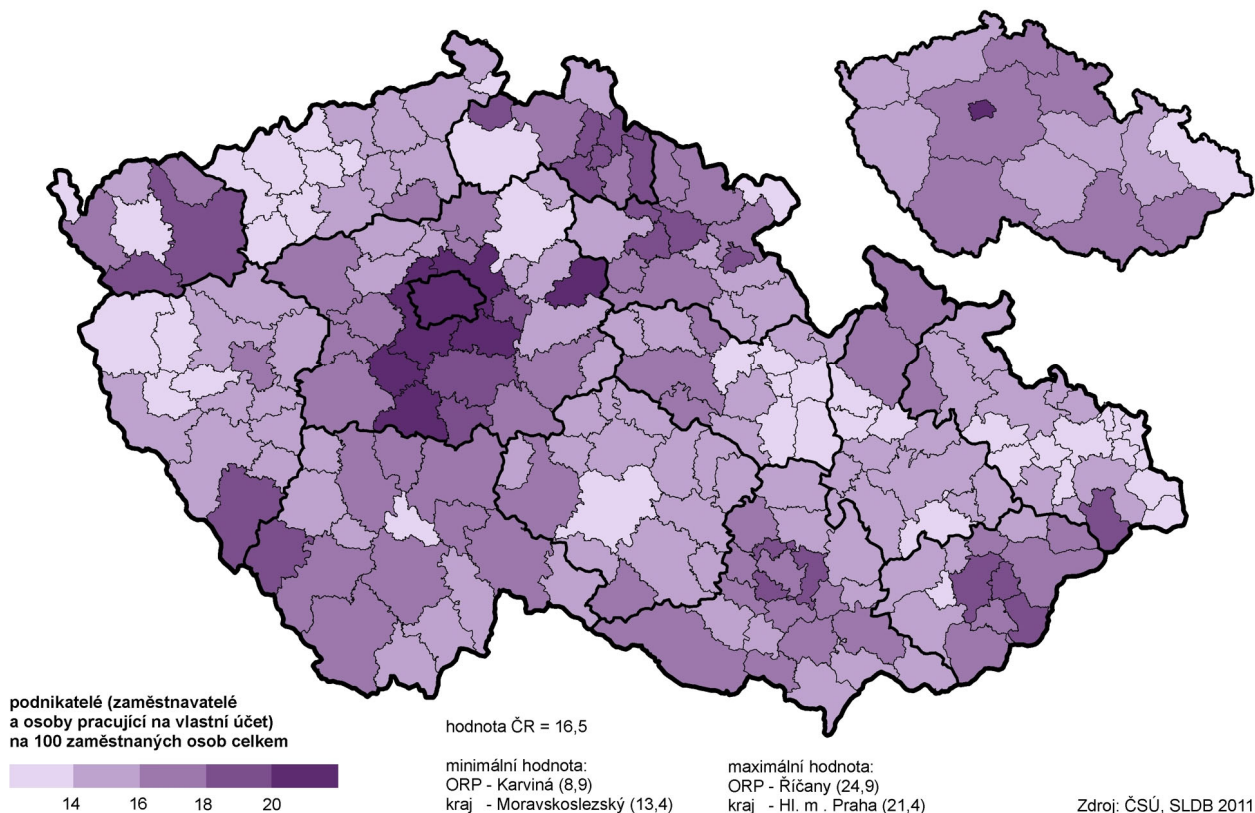 podnikatelé (zaměstnavatelé
a osoby pracující na vlastní účet)
na 100 zaměstnaných osob celkem
14 16 18 20
hodnota ČR = 16,5
minimální hodnota:
ORP - Karviná (8,9)
kraj - Moravskoslezský (13,4)
maximální hodnota:
ORP - Říčany (24,9)
kraj - Hl. m . Praha (21,4)
Zdroj: ČSÚ, SLDB 2011